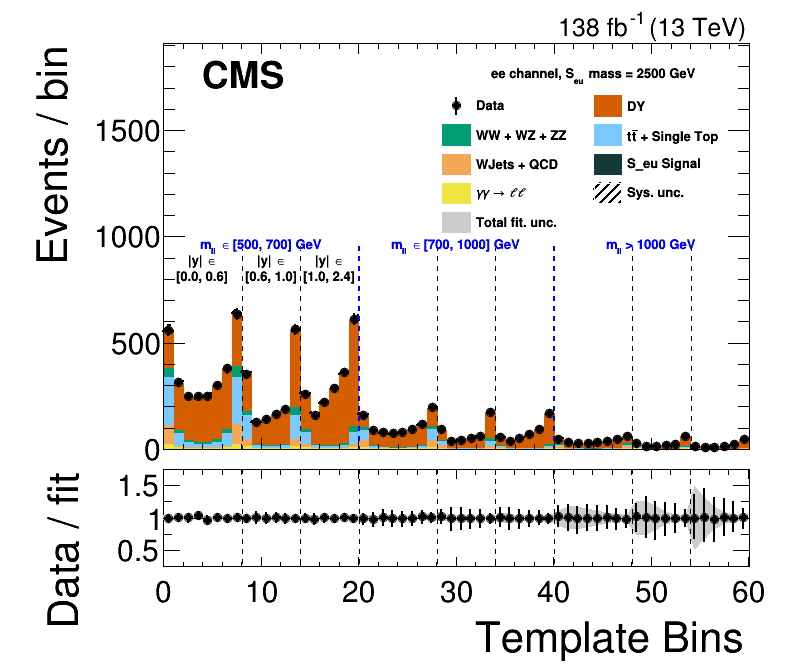 138 fb⁻¹ (13 TeV)
CMS
ee channel, S_eu mass = 2500 GeV
Data
DY
WW + WZ + ZZ
tt̄ + Single Top
WJets + QCD
S_eu Signal
γγ → ℓℓ
Sys. unc.
Total fit. unc.
m_ll ∈ [500, 700] GeV
m_ll ∈ [700, 1000] GeV
m_ll > 1000 GeV
|y| ∈
[0.0, 0.6]
|y| ∈
[0.6, 1.0]
|y| ∈
[1.0, 2.4]
Events / bin
1500
1000
500
0
Data / fit
1.5
1
0.5
0 10 20 30 40 50 60
Template Bins